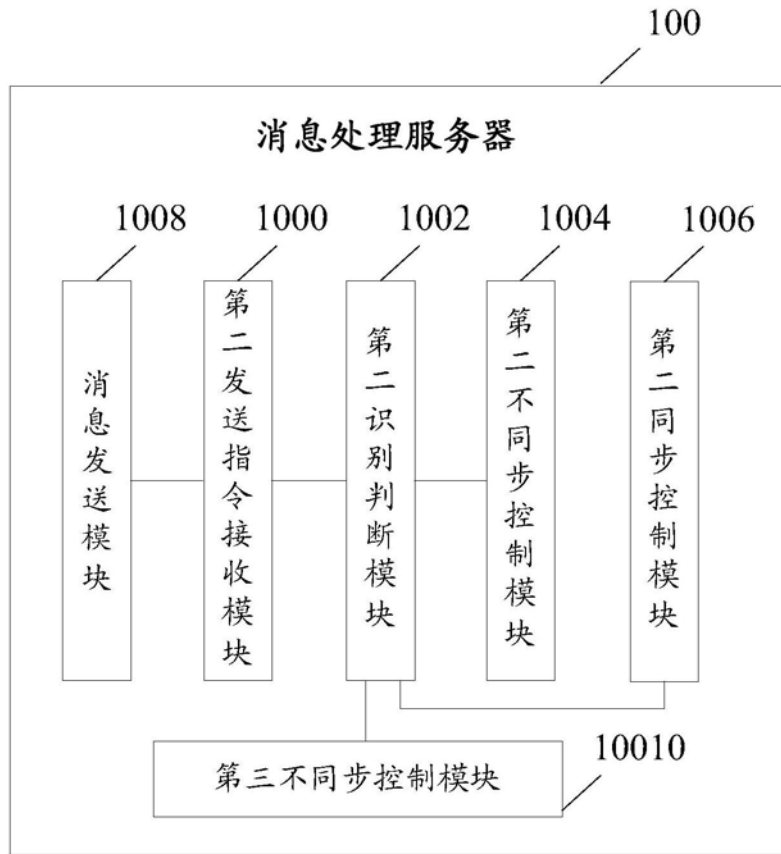 100
消息处理服务器
1008
1000
1002
1004
1006
消息发送模块
第二发送指令接收模块
第二识别判断模块
第二不同步控制模块
第二同步控制模块
10010
第三不同步控制模块